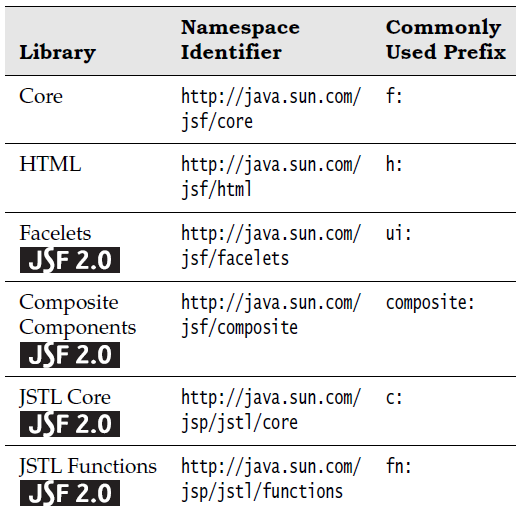 Library Namespace Identifier Commonly Used Prefix
Core http://java.sun.com/ f:
jsf/core
HTML http://java.sun.com/ h:
jsf/html
Facelets http://java.sun.com/ ui:
JSF 2.0 jsf/facelets
Composite http://java.sun.com/ composite:
Components jsf/composite
JSF 2.0
JSTL Core http://java.sun.com/ c:
JSF 2.0 jsp/jstl/core
JSTL Functions http://java.sun.com/ fn:
JSF 2.0 jsp/jstl/functions